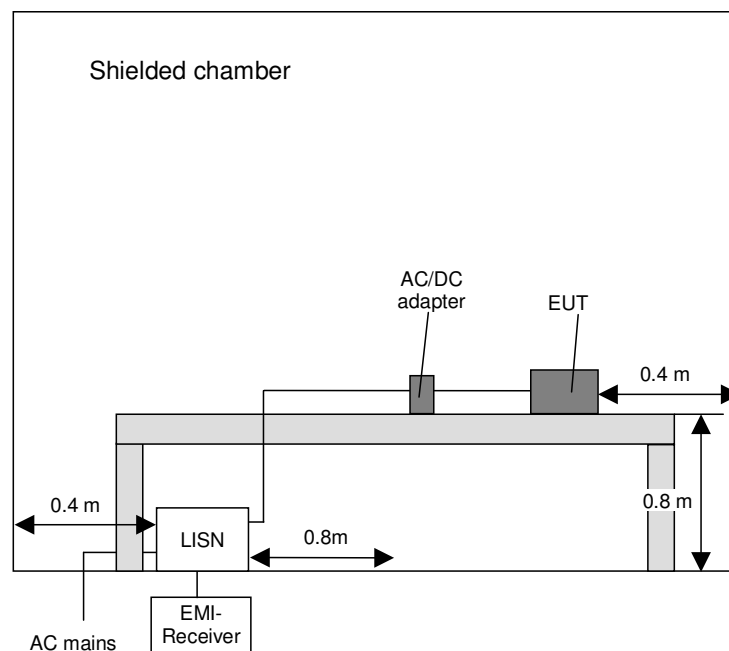 Shielded chamber
AC/DC
adapter
EUT
0.4 m
0.4 m
0.8 m
LISN
0.8m
AC mains
EMI-
Receiver